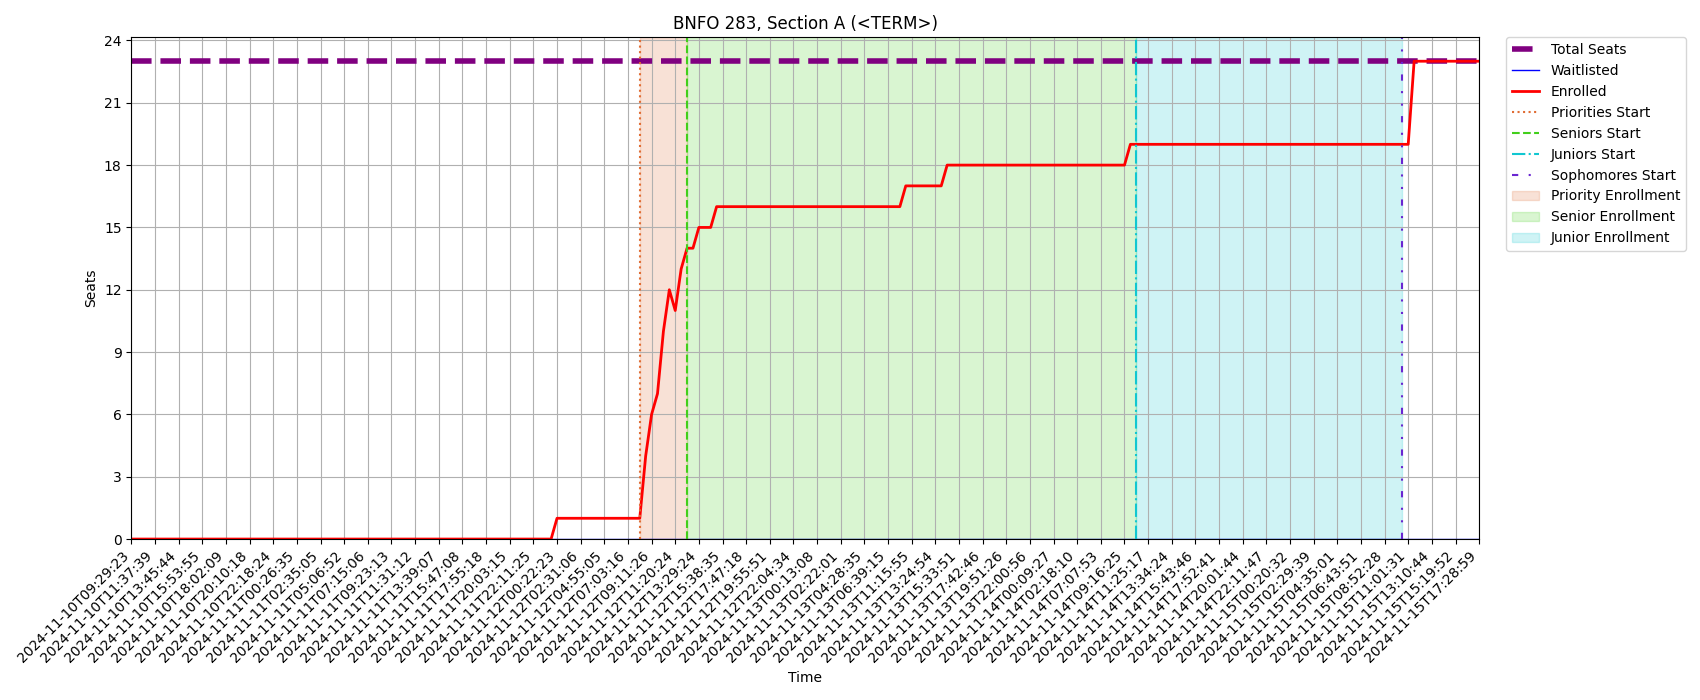 BNFO 283, Section A (<TERM>)
24
21
18
15
12
9
6
3
0
Seats
2024-11-10T09:29:23
2024-11-10T11:37:39
2024-11-10T13:45:44
2024-11-10T15:53:55
2024-11-10T18:02:09
2024-11-10T20:10:18
2024-11-10T22:18:24
2024-11-11T00:26:35
2024-11-11T02:35:05
2024-11-11T05:06:52
2024-11-11T07:15:06
2024-11-11T09:23:13
2024-11-11T11:31:12
2024-11-11T13:39:07
2024-11-11T15:47:08
2024-11-11T17:55:18
2024-11-11T20:03:15
2024-11-11T22:11:25
2024-11-12T00:22:23
2024-11-12T02:31:06
2024-11-12T04:55:05
2024-11-12T07:03:16
2024-11-12T09:11:26
2024-11-12T11:20:24
2024-11-12T13:29:24
2024-11-12T15:38:35
2024-11-12T17:47:18
2024-11-12T19:55:51
2024-11-12T22:04:34
2024-11-13T00:13:08
2024-11-13T02:22:01
2024-11-13T04:28:35
2024-11-13T06:39:15
2024-11-13T11:15:55
2024-11-13T13:24:54
2024-11-13T15:33:51
2024-11-13T17:42:46
2024-11-13T19:51:26
2024-11-13T22:00:56
2024-11-14T00:09:27
2024-11-14T02:18:10
2024-11-14T07:07:53
2024-11-14T09:16:25
2024-11-14T11:25:17
2024-11-14T13:34:24
2024-11-14T15:43:46
2024-11-14T17:52:41
2024-11-14T20:01:44
2024-11-14T22:11:47
2024-11-15T00:20:32
2024-11-15T02:29:39
2024-11-15T04:35:01
2024-11-15T06:43:51
2024-11-15T08:52:28
2024-11-15T11:01:31
2024-11-15T13:10:44
2024-11-15T15:19:52
2024-11-15T17:28:59
Time
Total Seats
Waitlisted
Enrolled
Priorities Start
Seniors Start
Juniors Start
Sophomores Start
Priority Enrollment
Senior Enrollment
Junior Enrollment